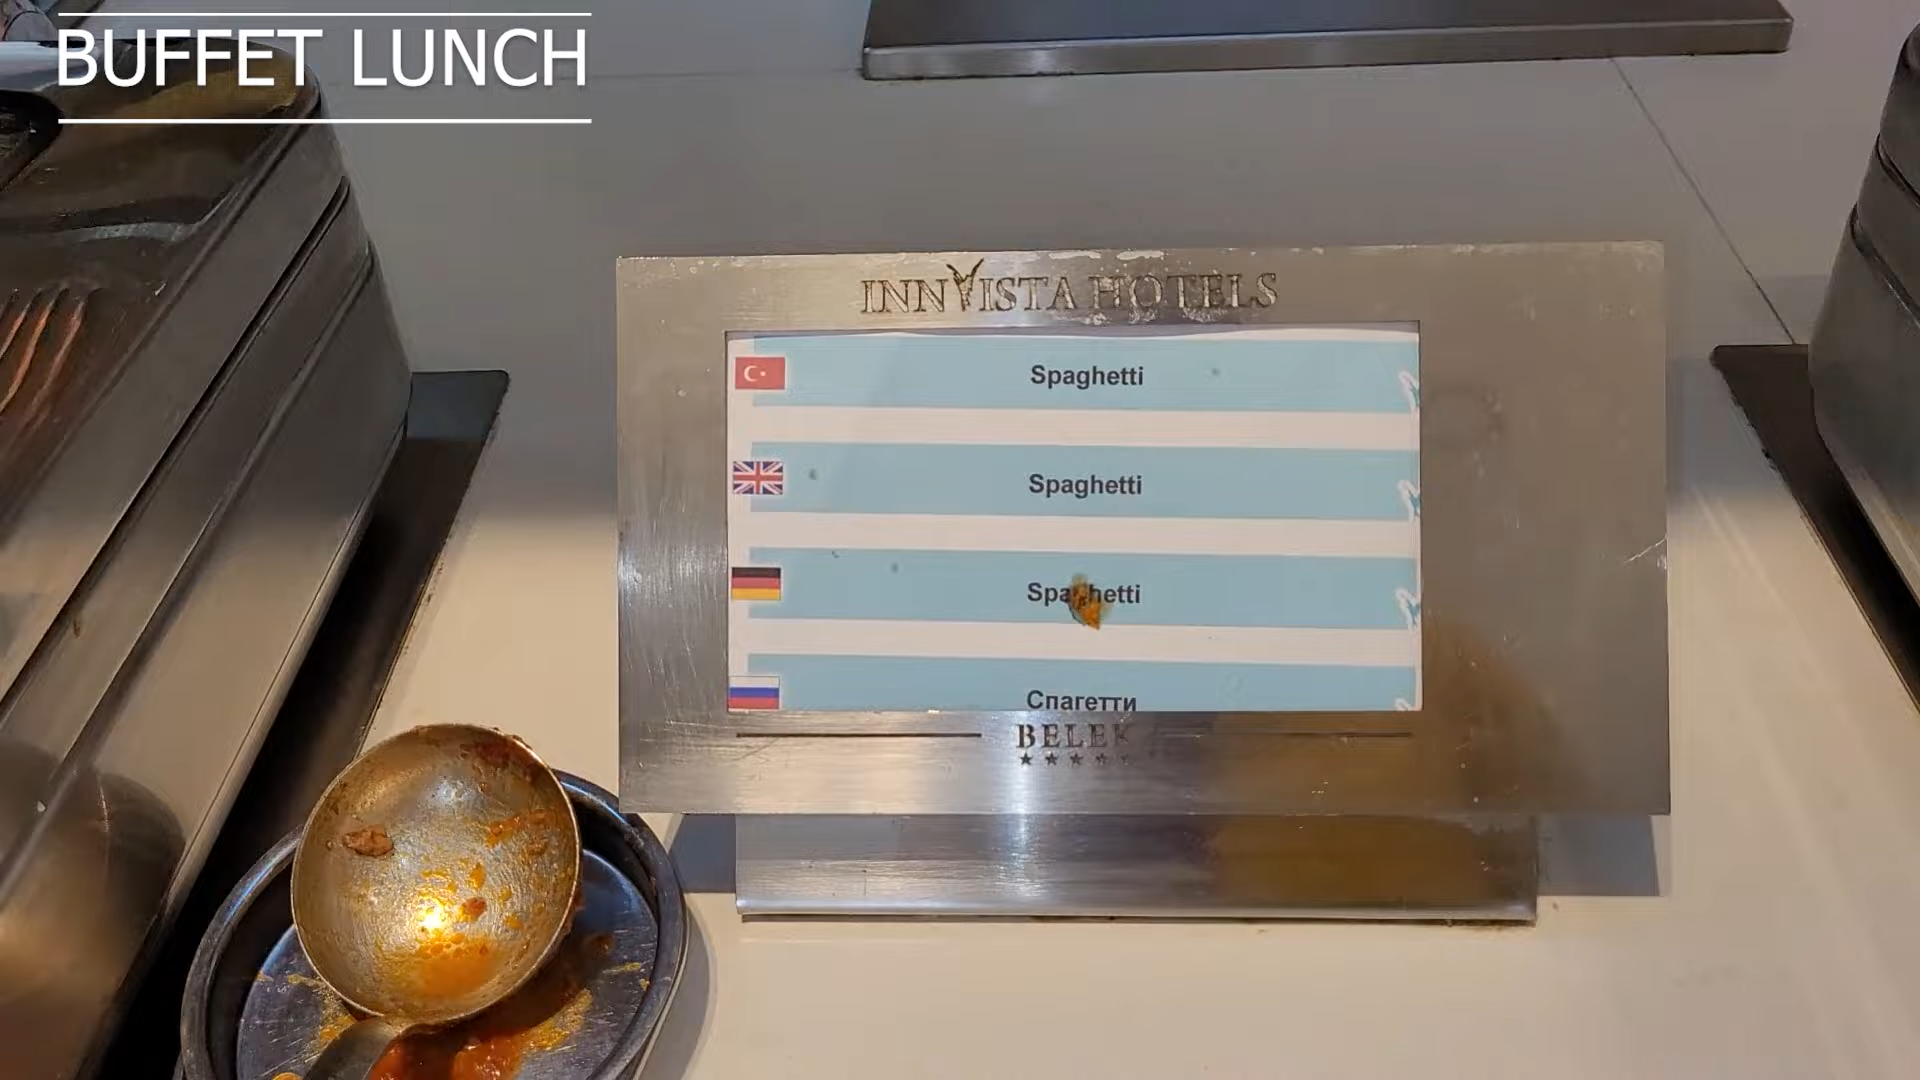 BUFFET LUNCH
INNVISTA HOTELS
Spaghetti
Spaghetti
Spaghetti
Спагетти
BELEK